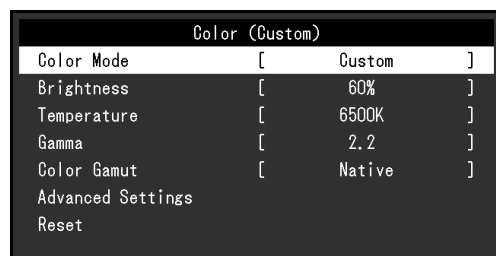 Color (Custom)
Color Mode [ Custom ]
Brightness [ 60% ]
Temperature [ 6500K ]
Gamma [ 2.2 ]
Color Gamut [ Native ]
Advanced Settings
Reset